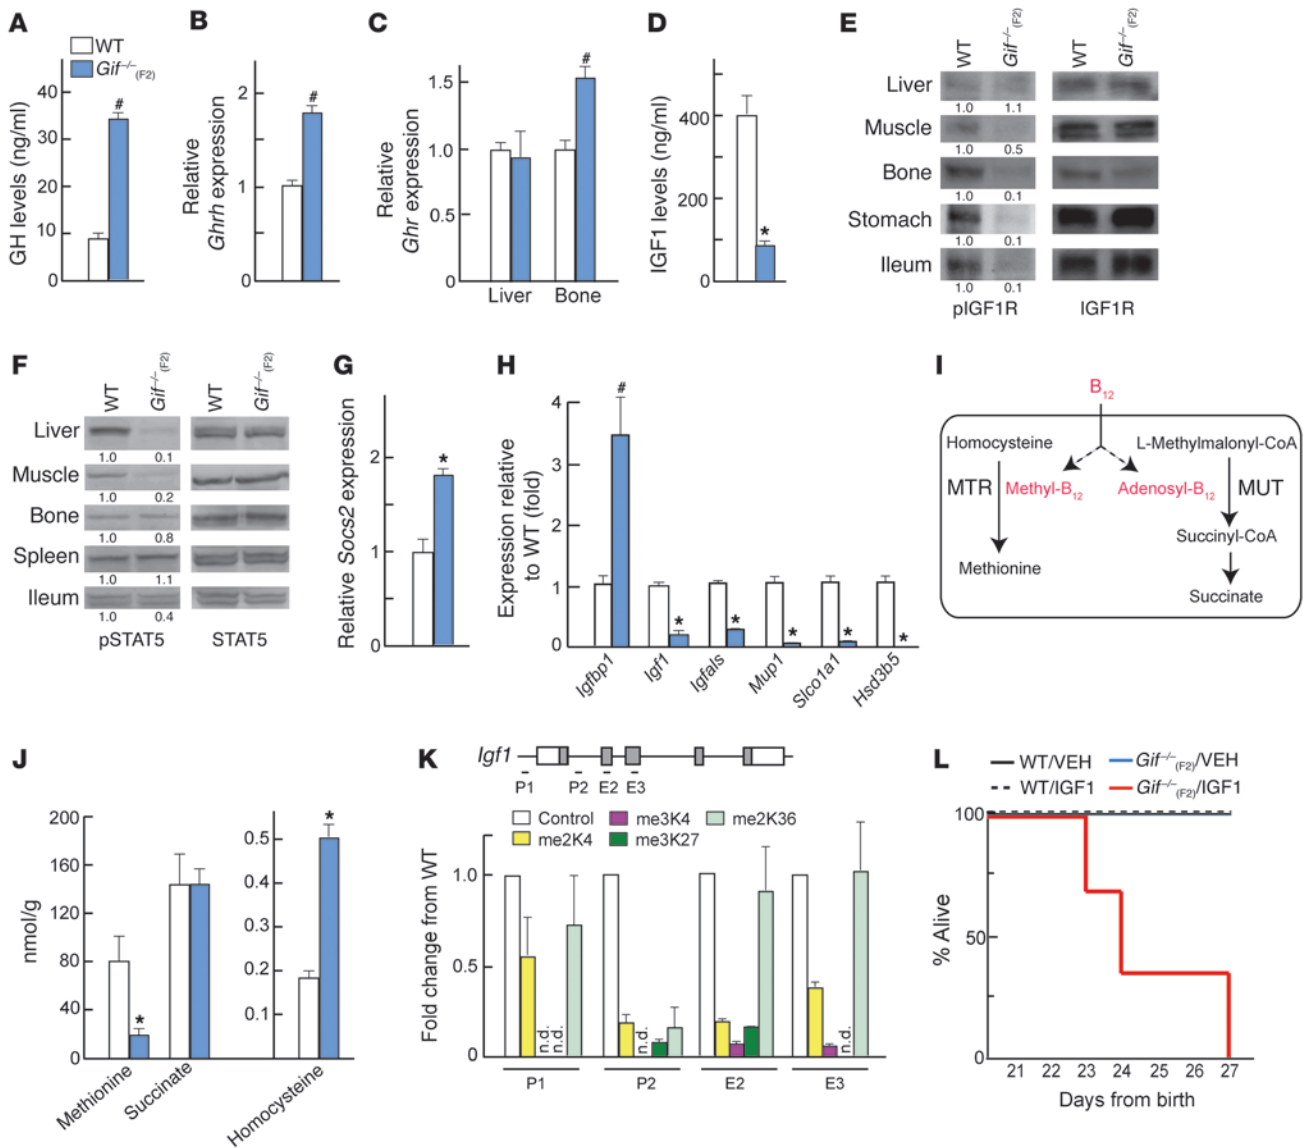 A
WT
Gif-/-(F2)
GH levels (ng/ml)
40
30
20
10
0
#
B
Relative
Ghrh expression
2
1
0
#
C
Relative
Ghr expression
1.5
1.0
0.5
0
#
Liver Bone
D
IGF1 levels (ng/ml)
400
200
0
*
E
WT Gif-/-(F2) WT Gif-/-(F2)
Liver
1.0 1.1
Muscle
1.0 0.5
Bone
1.0 0.1
Stomach
1.0 0.1
Ileum
1.0 0.1
pIGF1R IGF1R
F
WT Gif-/-(F2) WT Gif-/-(F2)
Liver
1.0 0.1
Muscle
1.0 0.2
Bone
1.0 0.8
Spleen
1.0 1.1
Ileum
1.0 0.4
pSTAT5 STAT5
G
Relative Socs2 expression
2
1
0
*
H
Expression relative
to WT (fold)
4
3
2
1
0
#
* * * * *
Igfbp1 Igf1 Igfals Mup1 Slco1a1 Hsd3b5
I
B12
Homocysteine L-Methylmalonyl-CoA
MTR Methyl-B12 Adenosyl-B12 MUT
Succinyl-CoA
Methionine
Succinate
J
nmol/g
200
160
120
80
40
0
*
0.5
0.4
0.3
0.2
0.1
*
Methionine Succinate Homocysteine
K
Igf1
P1 P2 E2 E3
Control me3K4 me2K36
me2K4 me3K27
Fold change from WT
1.0
0.5
0
n.d. n.d. n.d. n.d.
P1 P2 E2 E3
L
WT/VEH Gif-/-(F2)/VEH
WT/IGF1 Gif-/-(F2)/IGF1
% Alive
100
50
0
21 22 23 24 25 26 27
Days from birth